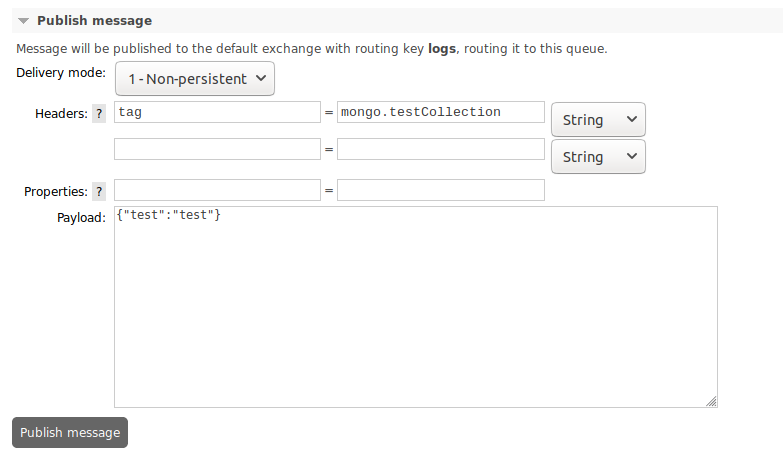 Publish message
Message will be published to the default exchange with routing key logs, routing it to this queue.
Delivery mode: 1 - Non-persistent
Headers: ? tag = mongo.testCollection String
= String
Properties: ? =
Payload: {"test":"test"}
Publish message